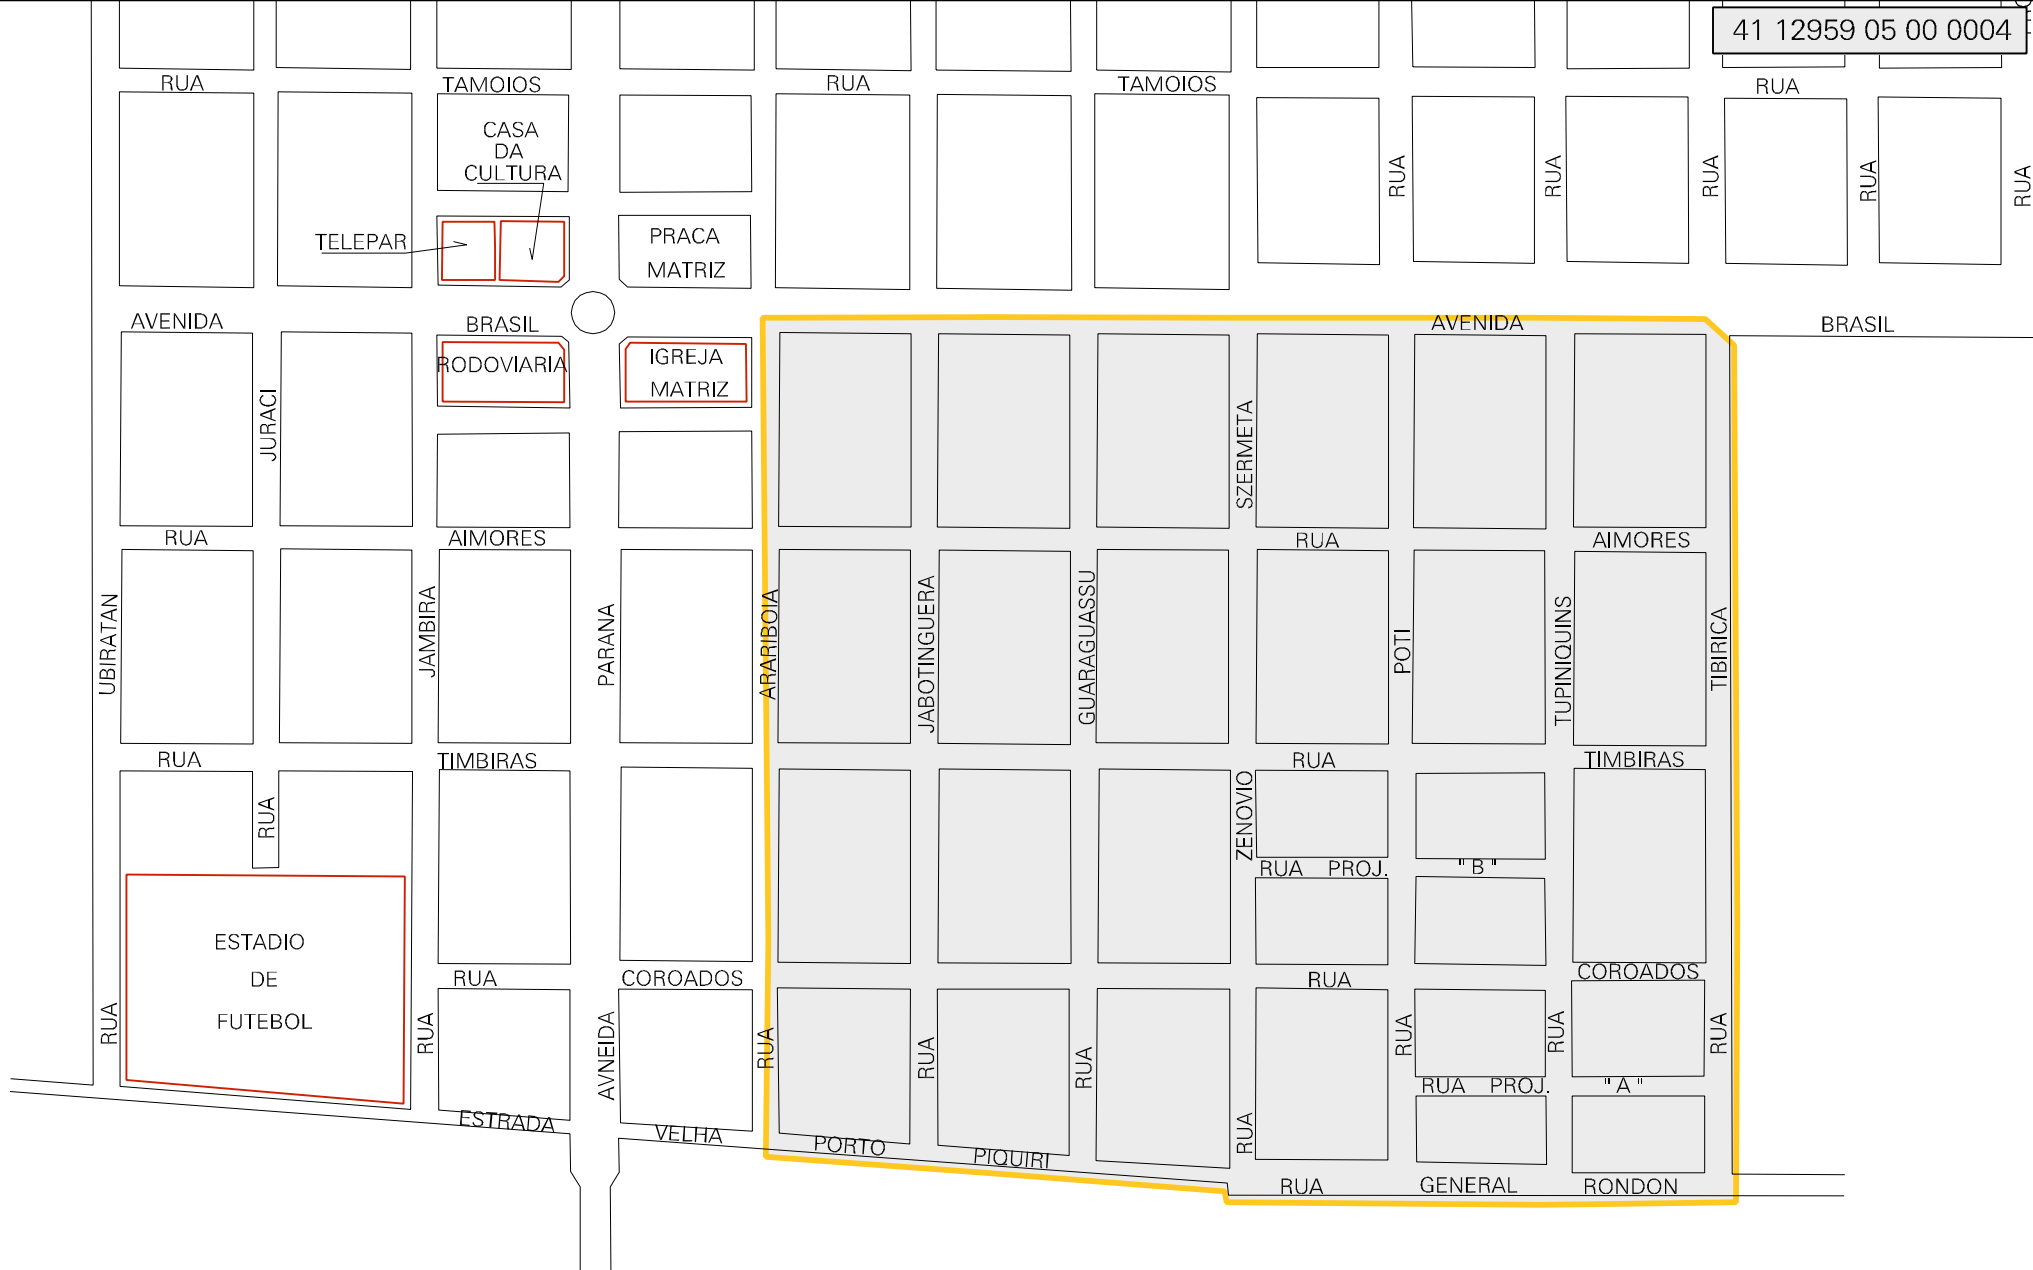 41 12959 05 00 0004
RUA
TAMOIOS
RUA
TAMOIOS
RUA
CASA
DA
CULTURA
TELEPAR
PRACA
MATRIZ
RUA
RUA
RUA
RUA
RUA
AVENIDA
BRASIL
AVENIDA
BRASIL
RODOVIARIA
IGREJA
MATRIZ
JURACI
SZERMETA
RUA
AIMORES
RUA
AIMORES
UBIRATAN
JAMBIRA
PARANA
ARARIBOIA
JABOTINGUERA
GUARAGUASSU
POTI
TUPINIQUINS
TIBIRICA
RUA
TIMBIRAS
RUA
TIMBIRAS
RUA
ZENOVIO
RUA PROJ. "B"
ESTADIO
DE
FUTEBOL
RUA
COROADOS
RUA
COROADOS
RUA
RUA
AVNEIDA
RUA
RUA
RUA
RUA
RUA
RUA
RUA
RUA PROJ. "A"
ESTRADA
VELHA
PORTO
PIQUIRI
RUA
GENERAL
RONDON